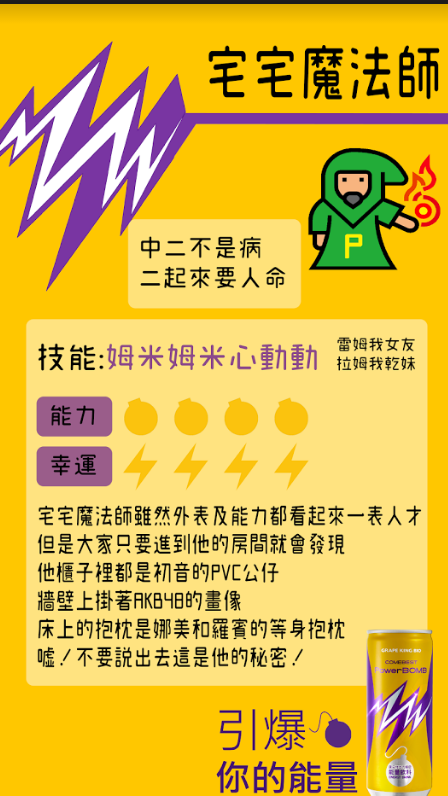 宅宅魔法師
P
中二不是病
二起來要人命
技能:姆米姆米心動動
雷姆我女友
拉姆我乾妹
能力
幸運
宅宅魔法師雖然外表及能力都看起來一表人才
但是大家只要進到他的房間就會發現
他櫃子裡都是初音的PVC公仔
牆壁上掛著AKB48的畫像
床上的抱枕是娜美和羅賓的等身抱枕
噓!不要說出去這是他的秘密!
GRAPE KING BIO
COMEBEST
PowerBOMB
能量飲料
引爆
你的能量